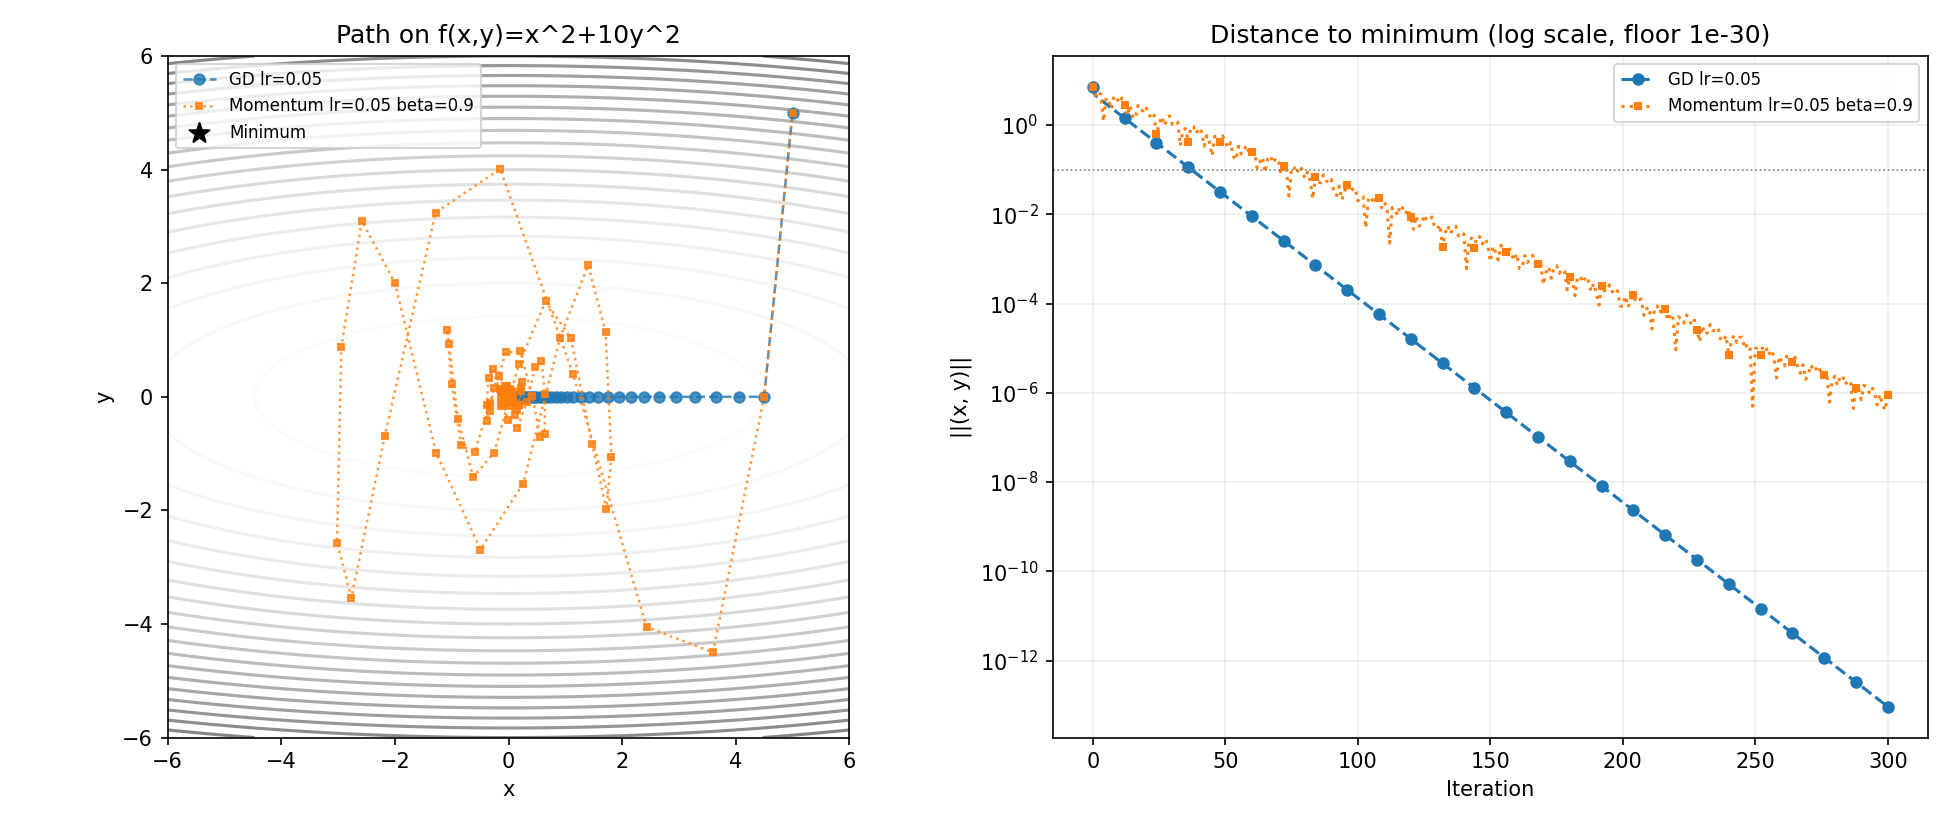 Path on f(x,y)=x^2+10y^2
GD lr=0.05
Momentum lr=0.05 beta=0.9
Minimum
6
4
2
0
−2
−4
−6
y
−6 −4 −2 0 2 4 6
x
Distance to minimum (log scale, floor 1e-30)
GD lr=0.05
Momentum lr=0.05 beta=0.9
10⁰
10⁻²
10⁻⁴
10⁻⁶
10⁻⁸
10⁻¹⁰
10⁻¹²
||(x, y)||
0 50 100 150 200 250 300
Iteration